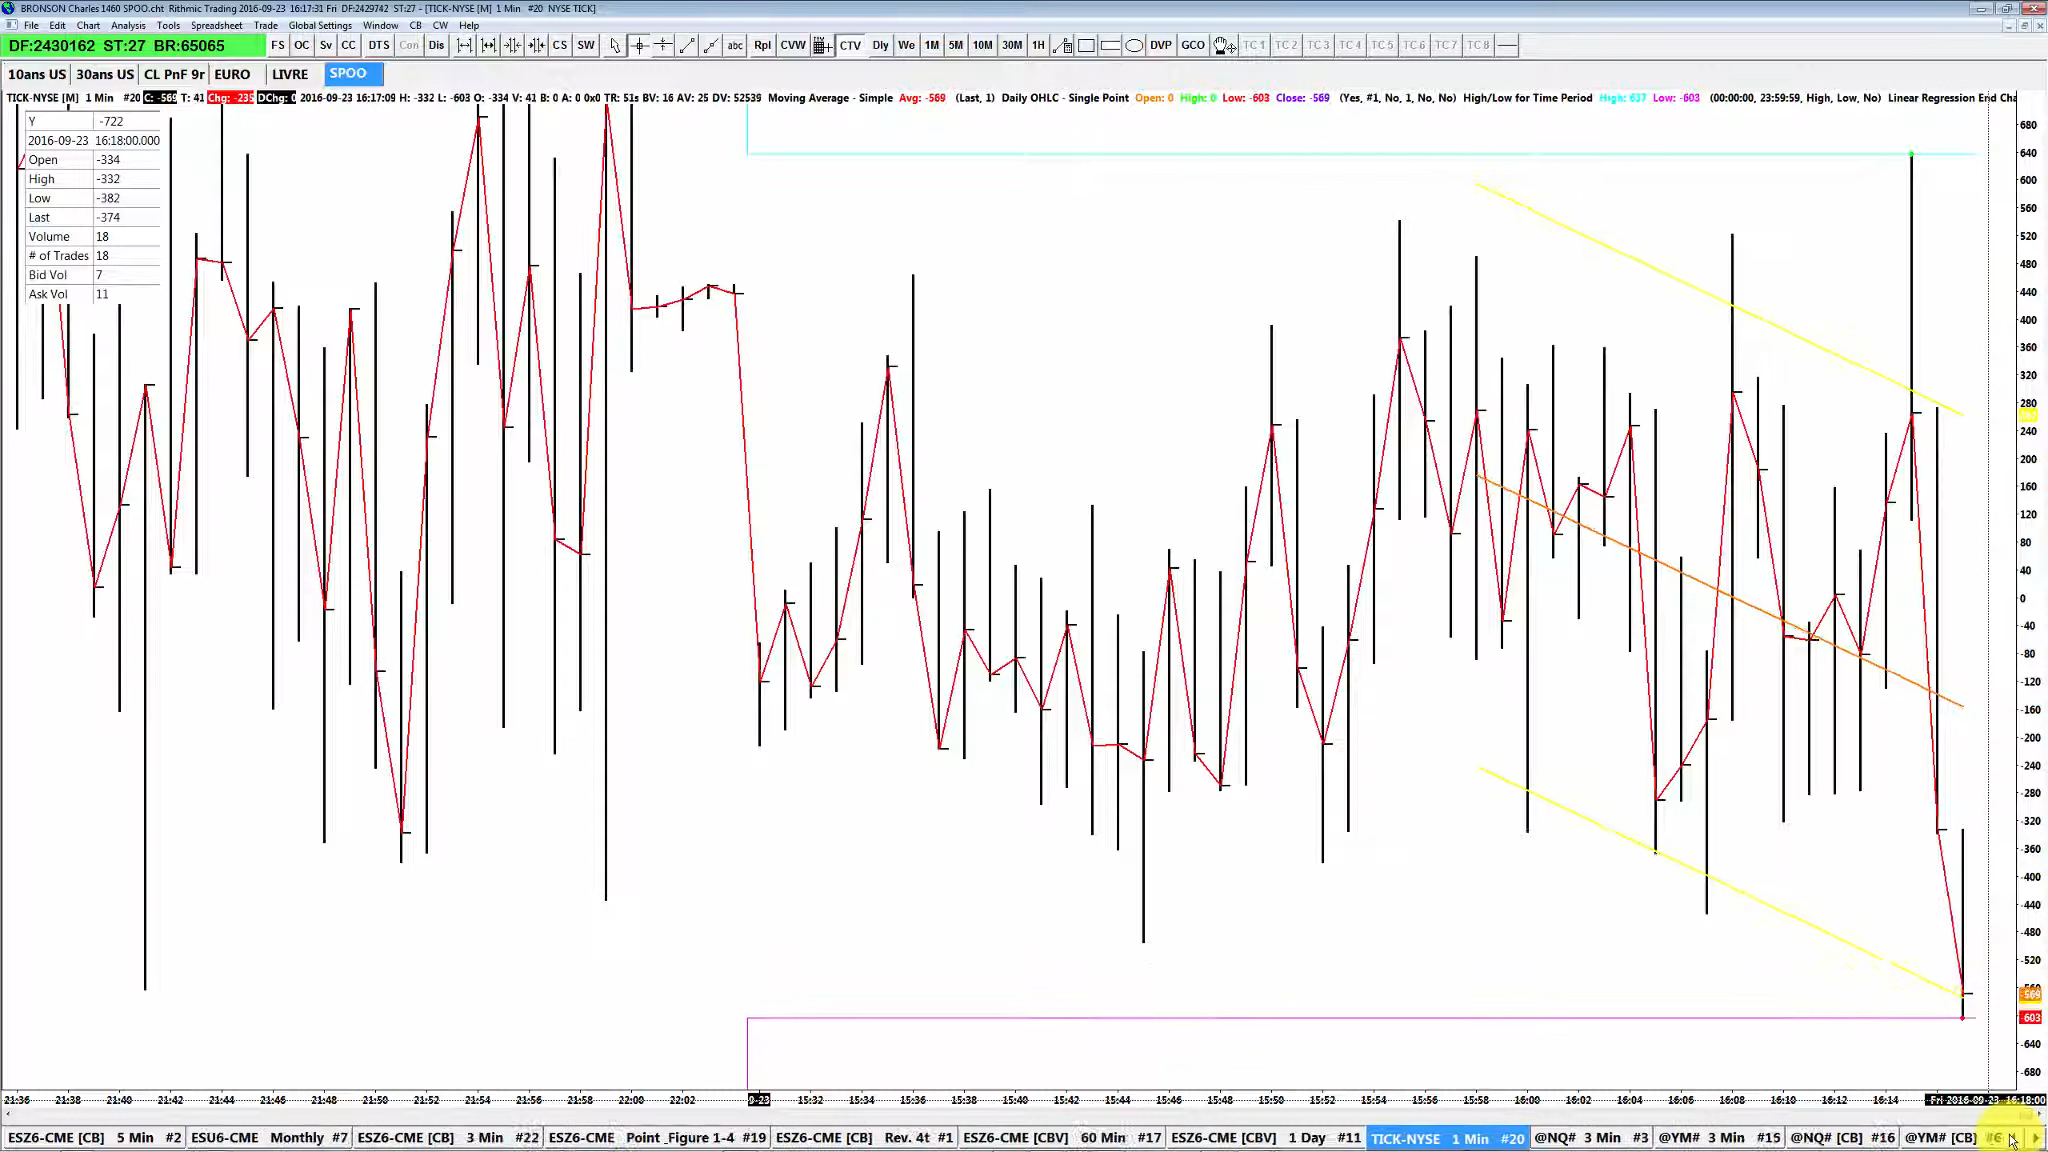 BRONSON Charles 1460 SPOO.cht Rithmic Trading 2016-09-23 16:17:31 Fri DF:2429742 ST:27 - [TICK-NYSE [M] 1 Min #20 NYSE TICK]
File Edit Chart Analysis Tools Spreadsheet Trade Global Settings Window CB CW Help
DF:2430162 ST:27 BR:65065 FS OC Sv CC DTS Con Dis CS SW abc Rpl CVW CTV Dly We 1M 5M 10M 30M 1H DVP GCO TC 1 TC 2 TC 3 TC 4 TC 5 TC 6 TC 7 TC 8
10ans US 30ans US CL PnF 9r EURO LIVRE SPOO
TICK-NYSE [M] 1 Min #20 C: -569 T: 41 Chg: -235 DChg: 0 2016-09-23 16:17:09 H: -332 L: -603 O: -334 V: 41 B: 0 A: 0 0x0 TR: 51s BV: 16 AV: 25 DV: 52539 Moving Average - Simple Avg: -569 (Last, 1) Daily OHLC - Single Point Open: 0 High: 0 Low: -603 Close: -569 (Yes, #1, No, 1, No, No) High/Low for Time Period High: 637 Low: -603 (00:00:00, 23:59:59, High, Low, No) Linear Regression End Cha
Y -722
2016-09-23 16:18:00.000
Open -334
High -332
Low -382
Last -374
Volume 18
# of Trades 18
Bid Vol 7
Ask Vol 11
680
640
600
560
520
480
440
400
360
320
280
240
200
160
120
80
40
0
-40
-80
-120
-160
-200
-240
-280
-320
-360
-400
-440
-480
-520
-569
-603
-640
-680
21:36 21:38 21:40 21:42 21:44 21:46 21:48 21:50 21:52 21:54 21:56 21:58 22:00 22:02 9-23 15:32 15:34 15:36 15:38 15:40 15:42 15:44 15:46 15:48 15:50 15:52 15:54 15:56 15:58 16:00 16:02 16:04 16:06 16:08 16:10 16:12 16:14 Fri 2016-09-23 16:18:00
ESZ6-CME [CB] 5 Min #2 ESU6-CME Monthly #7 ESZ6-CME [CB] 3 Min #22 ESZ6-CME Point_Figure 1-4 #19 ESZ6-CME [CB] Rev. 4t #1 ESZ6-CME [CBV] 60 Min #17 ESZ6-CME [CBV] 1 Day #11 TICK-NYSE 1 Min #20 @NQ# 3 Min #3 @YM# 3 Min #15 @NQ# [CB] #16 @YM# [CB]